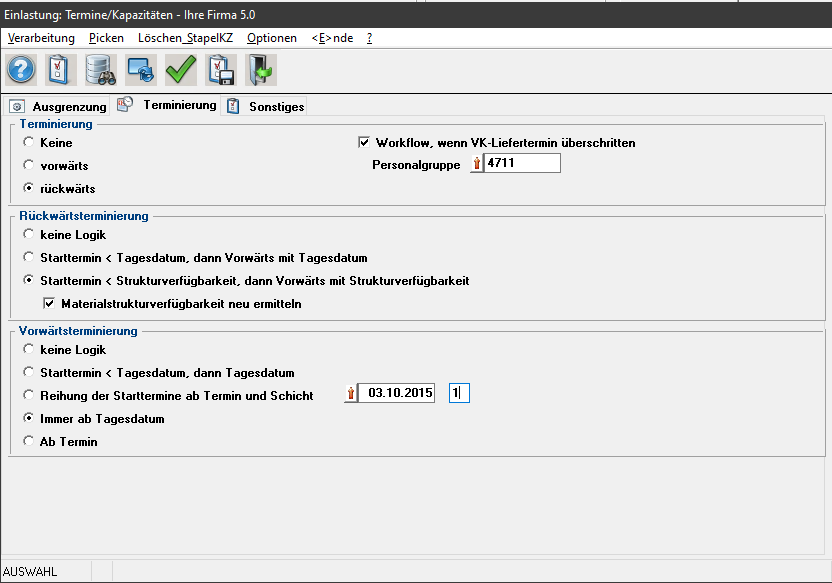 Einlastung: Termine/Kapazitäten - Ihre Firma 5.0
Verarbeitung Picken Löschen_StapelKZ Optionen <E>nde ?
Ausgrenzung Terminierung Sonstiges
Terminierung
Keine
Workflow, wenn VK-Liefertermin überschritten
vorwärts
Personalgruppe 4711
rückwärts
Rückwärtsterminierung
keine Logik
Starttermin < Tagesdatum, dann Vorwärts mit Tagesdatum
Starttermin < Strukturverfügbarkeit, dann Vorwärts mit Strukturverfügbarkeit
Materialstrukturverfügbarkeit neu ermitteln
Vorwärtsterminierung
keine Logik
Starttermin < Tagesdatum, dann Tagesdatum
Reihung der Starttermine ab Termin und Schicht 03.10.2015 1
Immer ab Tagesdatum
Ab Termin
AUSWAHL